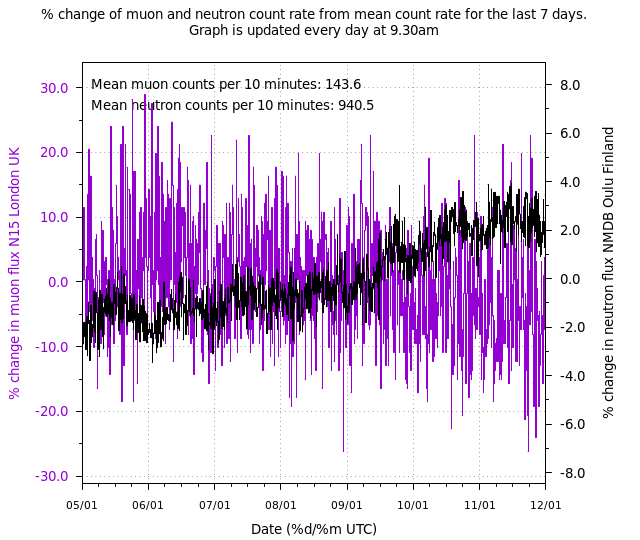 % change of muon and neutron count rate from mean count rate for the last 7 days.
Graph is updated every day at 9.30am
Mean muon counts per 10 minutes: 143.6
Mean neutron counts per 10 minutes: 940.5
% change in muon flux N15 London UK
30.0
20.0
10.0
0.0
-10.0
-20.0
-30.0
8.0
6.0
4.0
2.0
0.0
-2.0
-4.0
-6.0
-8.0
% change in neutron flux NMDB Oulu Finland
05/01 06/01 07/01 08/01 09/01 10/01 11/01 12/01
Date (%d/%m UTC)